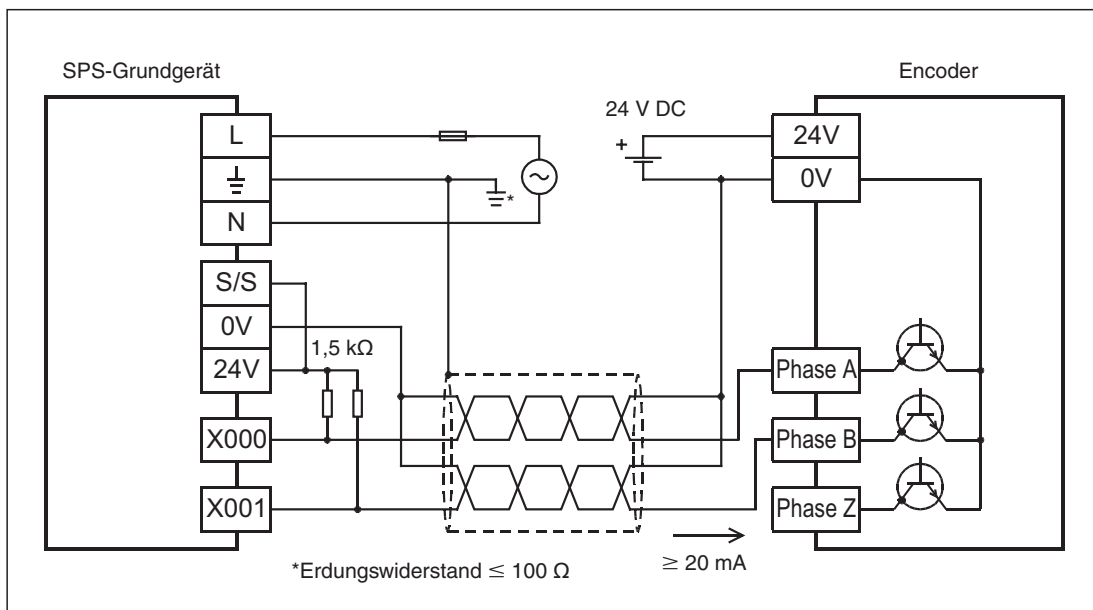 SPS-Grundgerät
Encoder
24 V DC
+
L
N
*
S/S
0V
24V
1,5 kΩ
X000
X001
24V
0V
Phase A
Phase B
Phase Z
≥ 20 mA
*Erdungswiderstand ≤ 100 Ω